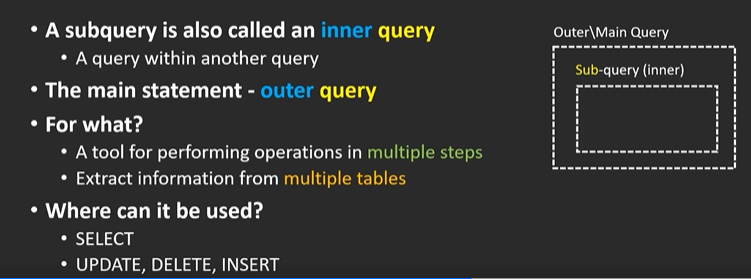 • A subquery is also called an inner query
• A query within another query
• The main statement - outer query
• For what?
• A tool for performing operations in multiple steps
• Extract information from multiple tables
• Where can it be used?
• SELECT
• UPDATE, DELETE, INSERT
Outer\Main Query
Sub-query (inner)